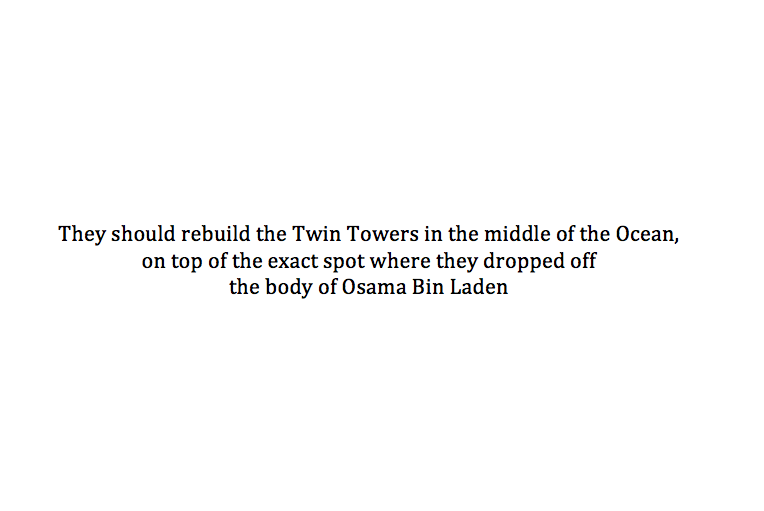 They should rebuild the Twin Towers in the middle of the Ocean,
on top of the exact spot where they dropped off
the body of Osama Bin Laden